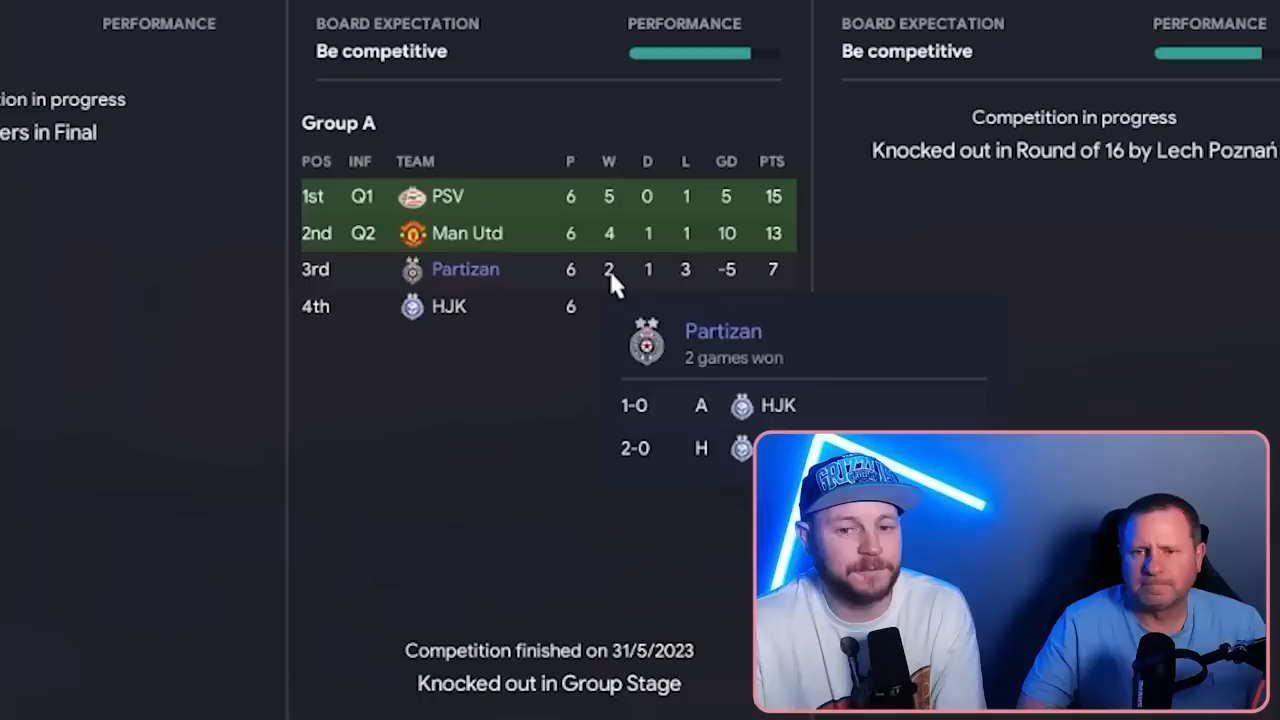 PERFORMANCE
ion in progress
ers in Final
BOARD EXPECTATION PERFORMANCE
Be competitive
Group A
POS INF TEAM P W D L GD PTS
1st Q1 PSV 6 5 0 1 5 15
2nd Q2 Man Utd 6 4 1 1 10 13
3rd Partizan 6 2 1 3 -5 7
4th HJK 6
Partizan
2 games won
1-0 A HJK
2-0 H
Competition finished on 31/5/2023
Knocked out in Group Stage
BOARD EXPECTATION PERFORMANCE
Be competitive
Competition in progress
Knocked out in Round of 16 by Lech Poznań